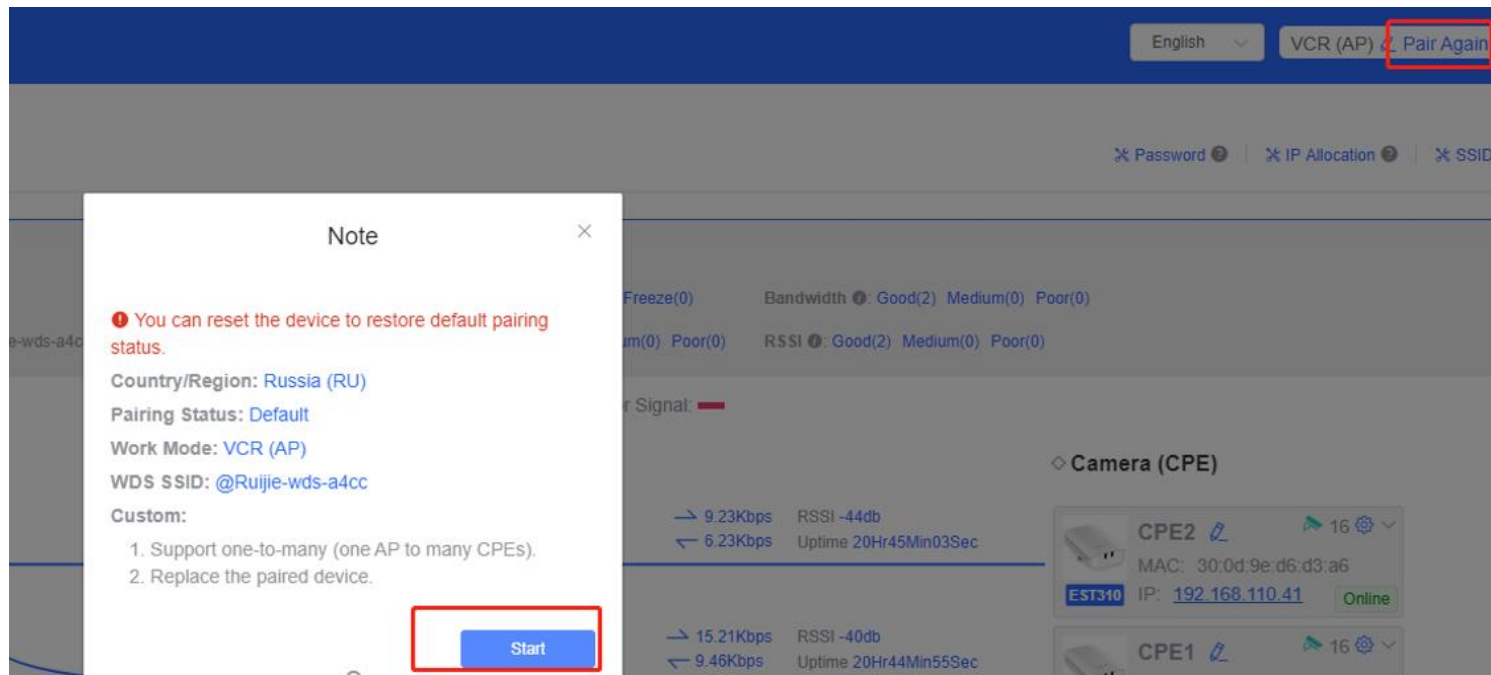 English
VCR (AP) Pair Again
Password IP Allocation SSID
Note
You can reset the device to restore default pairing
status.
Country/Region: Russia (RU)
Pairing Status: Default
Work Mode: VCR (AP)
WDS SSID: @Ruijie-wds-a4cc
Custom:
1. Support one-to-many (one AP to many CPEs).
2. Replace the paired device.
Start
e-wds-a4c
Freeze(0) Bandwidth : Good(2) Medium(0) Poor(0)
um(0) Poor(0) RSSI : Good(2) Medium(0) Poor(0)
r Signal:
9.23Kbps RSSI -44db
6.23Kbps Uptime 20Hr45Min03Sec
15.21Kbps RSSI -40db
9.46Kbps Uptime 20Hr44Min55Sec
Camera (CPE)
CPE2 16
MAC: 30:0d:9e:d6:d3:a6
EST310 IP: 192.168.110.41 Online
CPE1 16